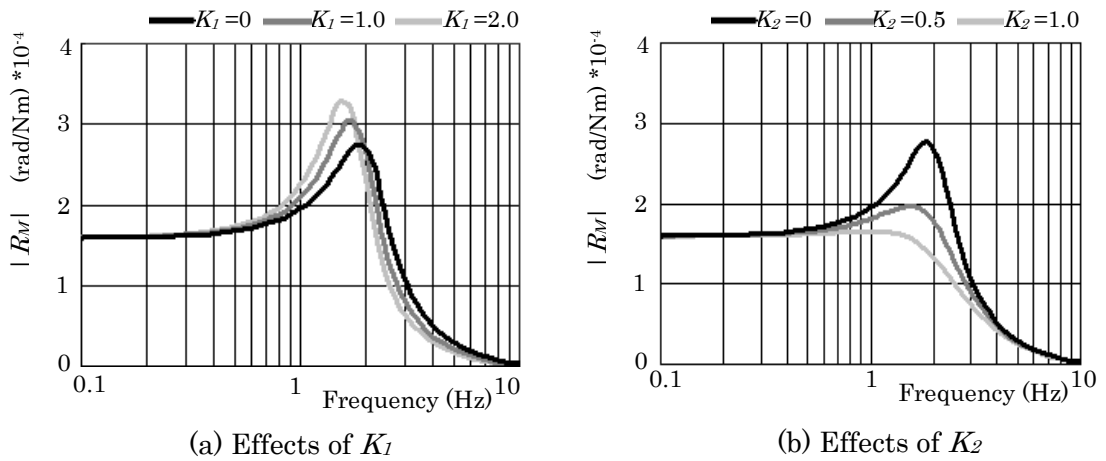 K1=0 K1=1.0 K1=2.0
|RM| (rad/Nm) *10-4
4
3
2
1
0
0.1 1 10
Frequency (Hz)
(a) Effects of K1
K2=0 K2=0.5 K2=1.0
|RM| (rad/Nm) *10-4
4
3
2
1
0
0.1 1 10
Frequency (Hz)
(b) Effects of K2